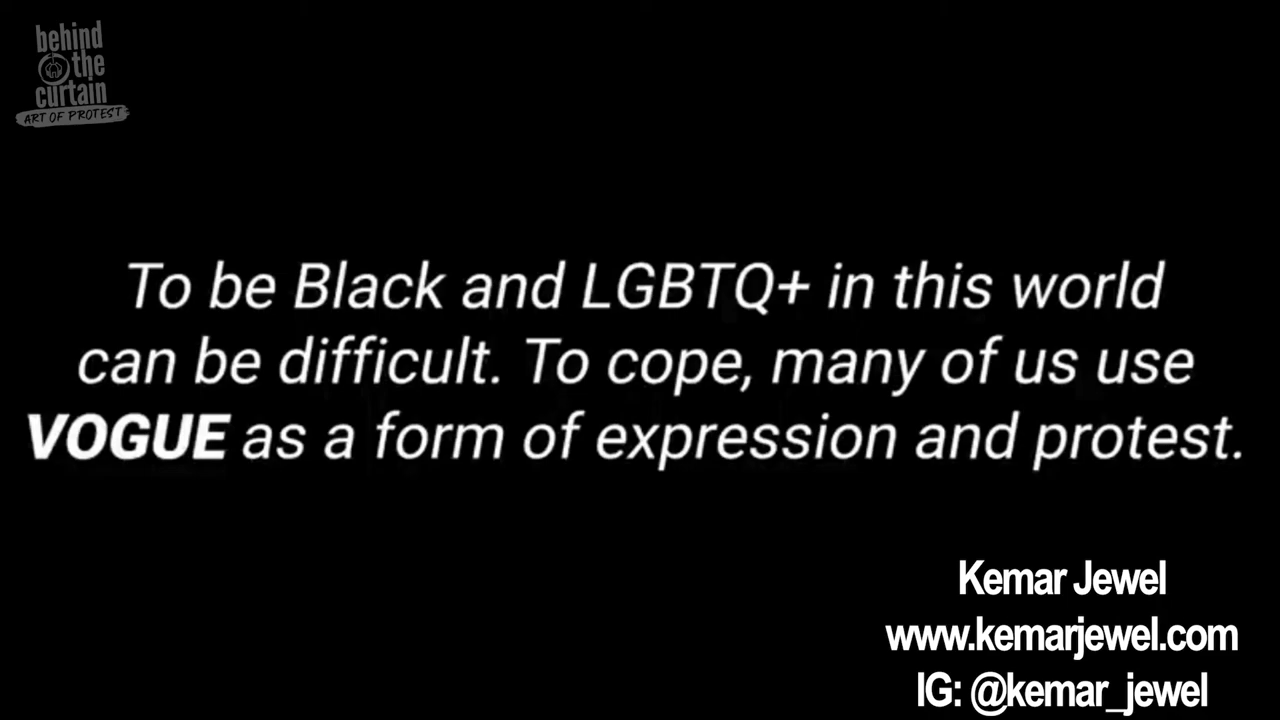 behind
the
curtain
ART OF PROTEST
To be Black and LGBTQ+ in this world
can be difficult. To cope, many of us use
VOGUE as a form of expression and protest.
Kemar Jewel
www.kemarjewel.com
IG: @kemar_jewel